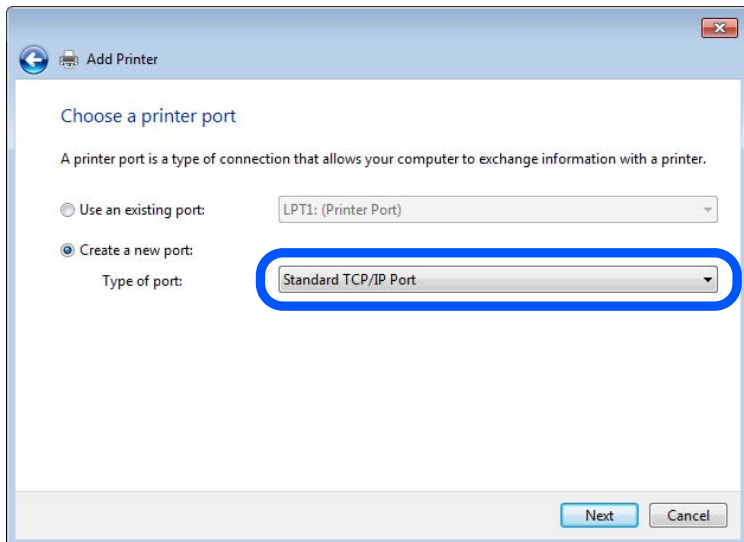 Add Printer
Choose a printer port
A printer port is a type of connection that allows your computer to exchange information with a printer.
Use an existing port: LPT1: (Printer Port)
Create a new port:
Type of port: Standard TCP/IP Port
Next Cancel